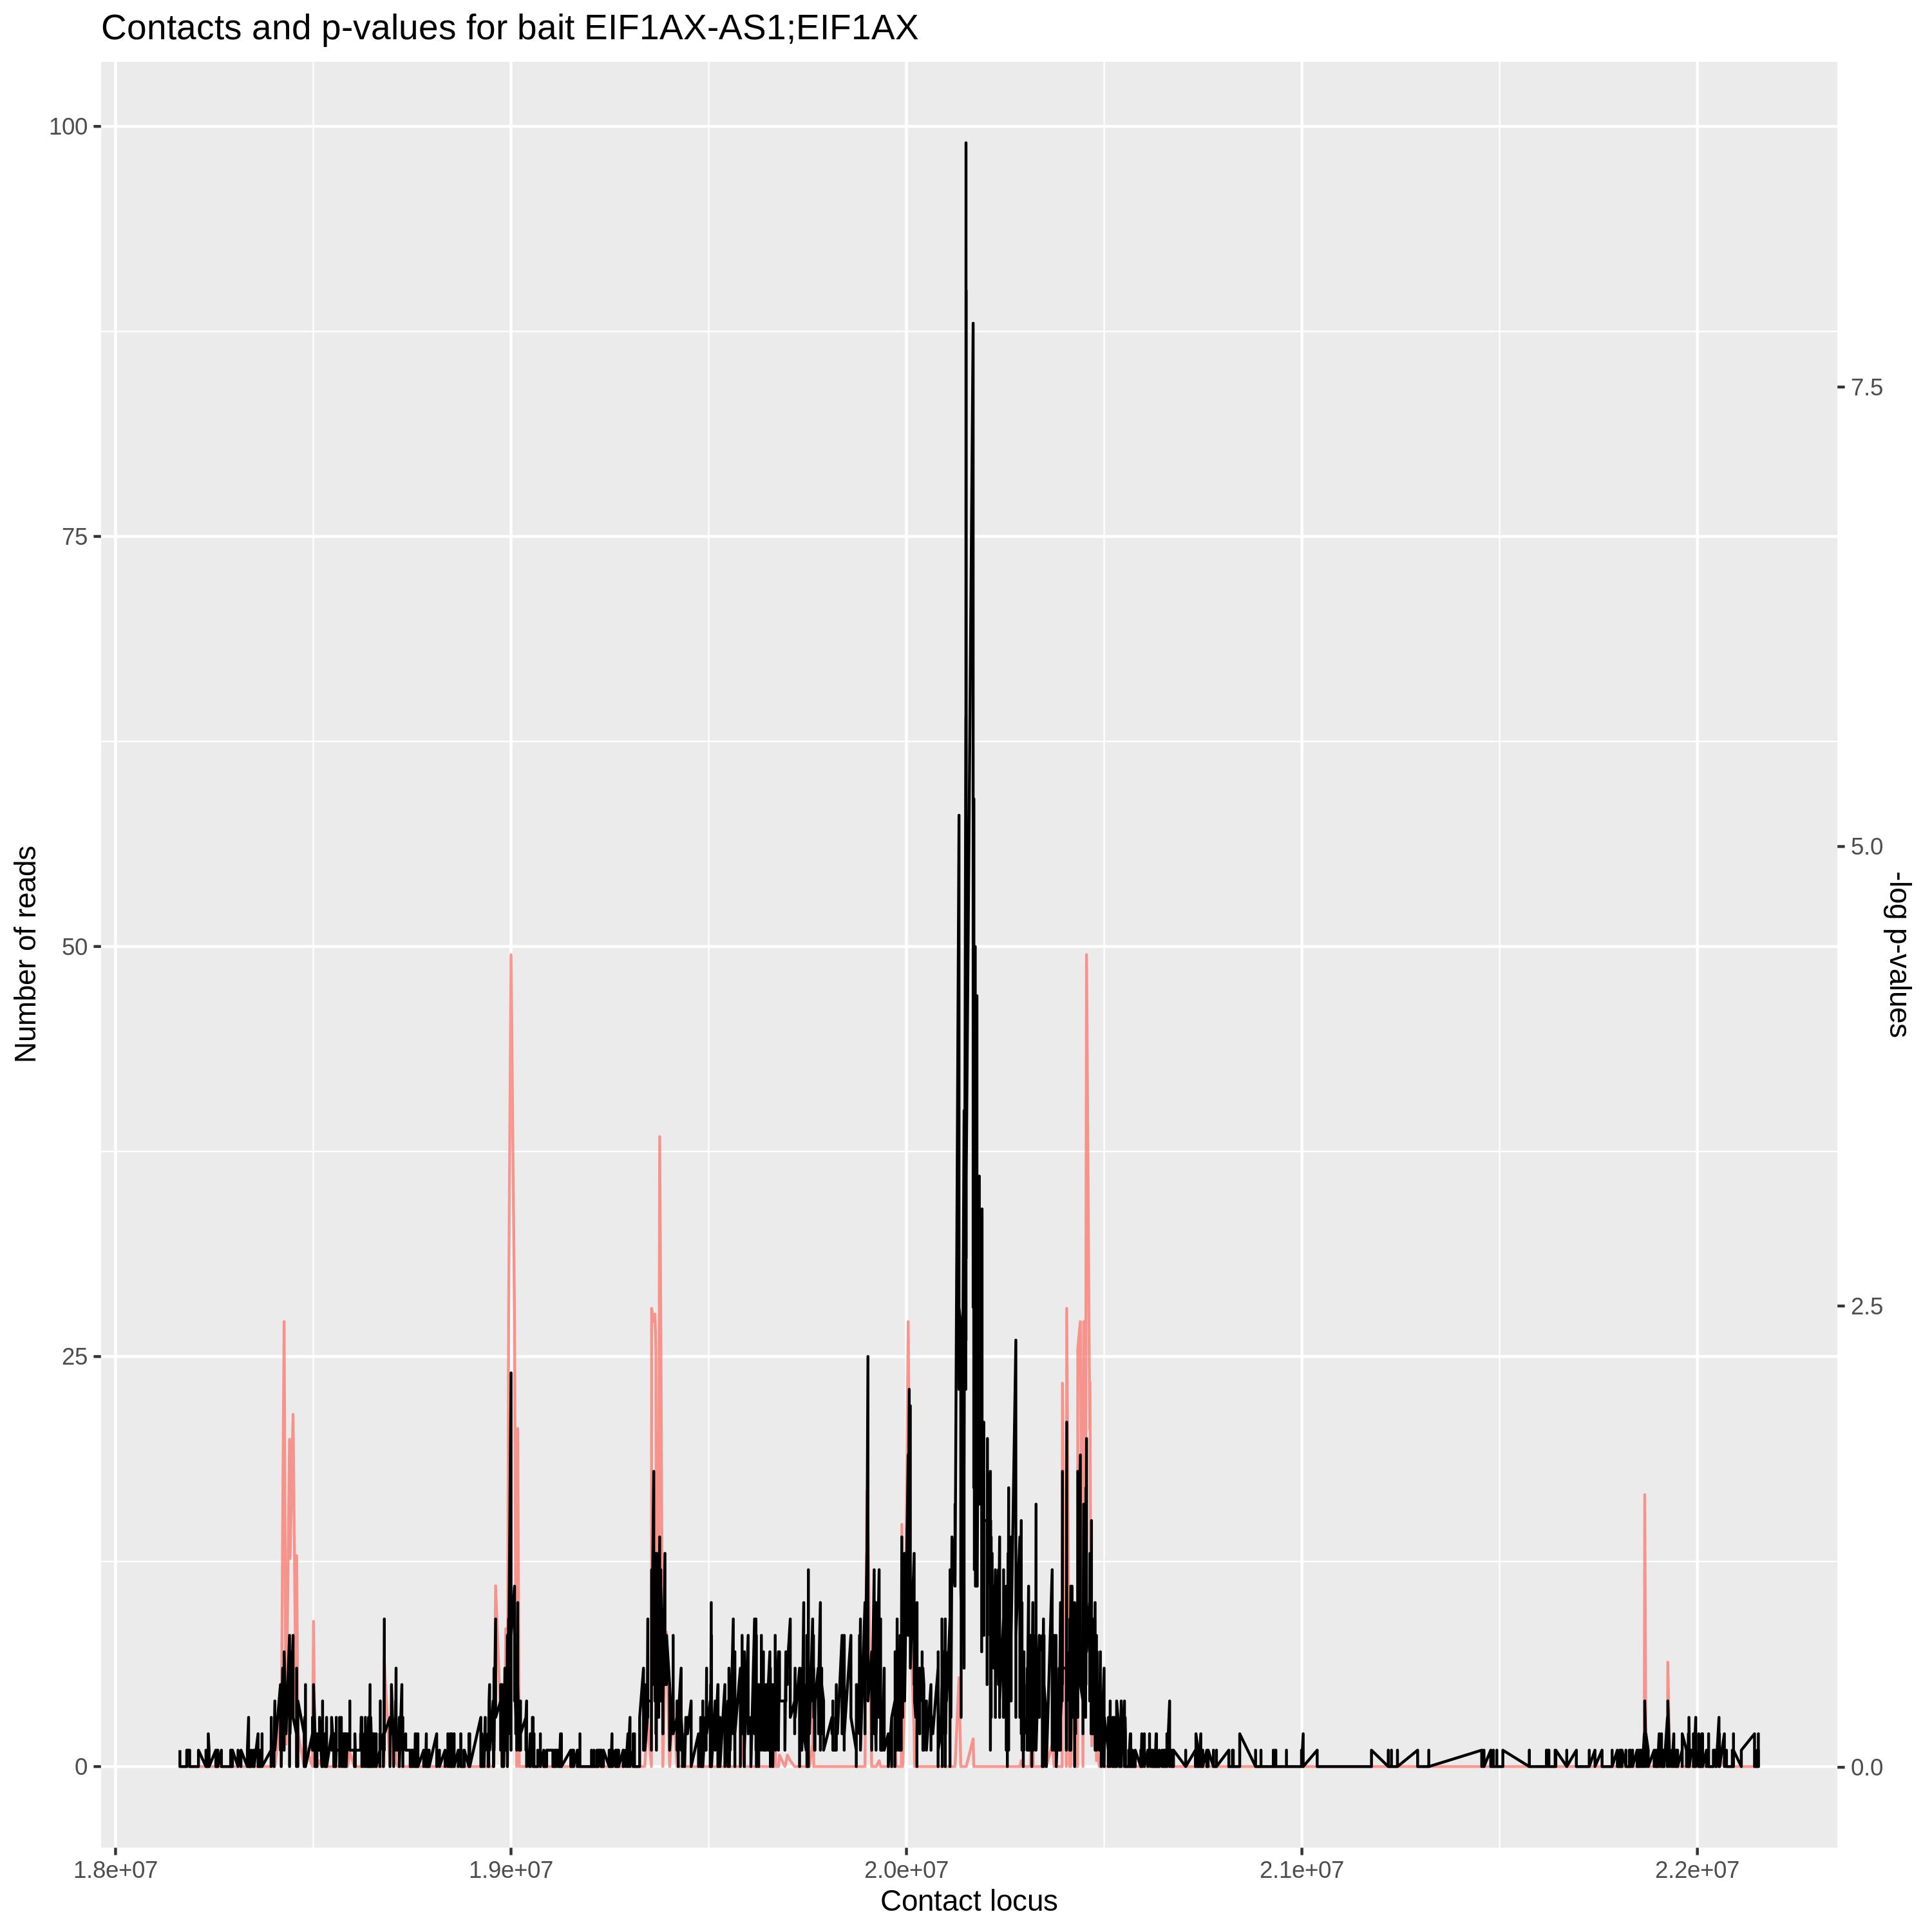 Contacts and p-values for bait EIF1AX-AS1;EIF1AX
100
75
50
25
0
Number of reads
7.5
5.0
2.5
0.0
-log p-values
1.8e+07 1.9e+07 2.0e+07 2.1e+07 2.2e+07
Contact locus